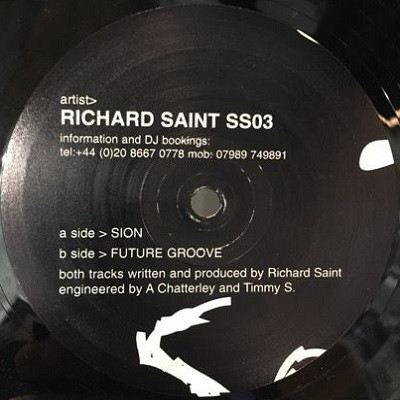 artist>
RICHARD SAINT SS03
information and DJ bookings:
tel:+44 (0)20 8667 0778 mob: 07989 749891
a side > SION
b side > FUTURE GROOVE
both tracks written and produced by Richard Saint
engineered by A Chatterley and Timmy S.